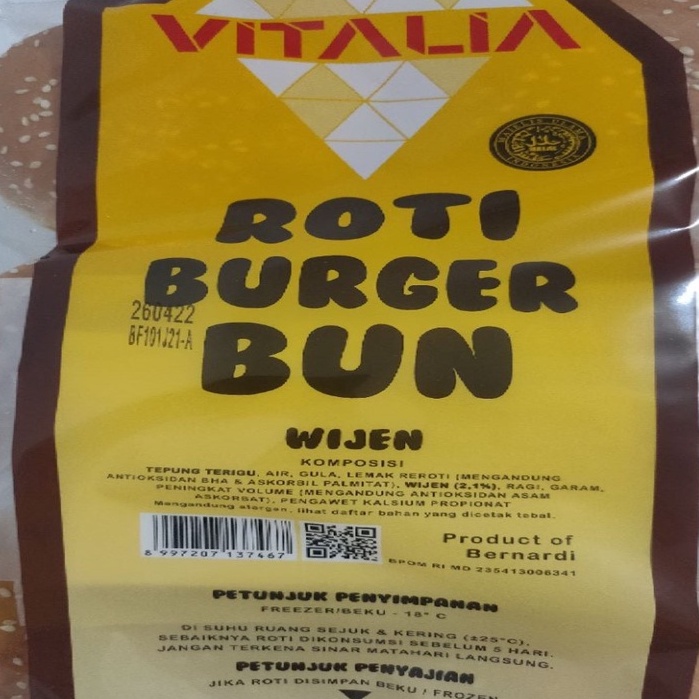 VITALIA
MAJELIS ULAMA
HALAL
INDONESIA
ROTI
BURGER
260422
BF101J21-A
BUN
WIJEN
KOMPOSISI
TEPUNG TERIGU, AIR, GULA, LEMAK REROTI (MENGANDUNG
ANTIOKSIDAN BHA & ASKORBIL PALMITAT), WIJEN (2,1%), RAGI, GARAM,
PENINGKAT VOLUME (MENGANDUNG ANTIOKSIDAN ASAM
ASKORBAT), PENGAWET KALSIUM PROPIONAT
Mengandung alergen, lihat daftar bahan yang dicetak tebal.
8 997207 137467
Product of
Bernardi
BPOM RI MD 235413006341
PETUNJUK PENYIMPANAN
FREEZER/BEKU - 18° C
DI SUHU RUANG SEJUK & KERING (±25°C),
SEBAIKNYA ROTI DIKONSUMSI SEBELUM 5 HARI.
JANGAN TERKENA SINAR MATAHARI LANGSUNG.
PETUNJUK PENYAJIAN
JIKA ROTI DISIMPAN BEKU / FROZEN